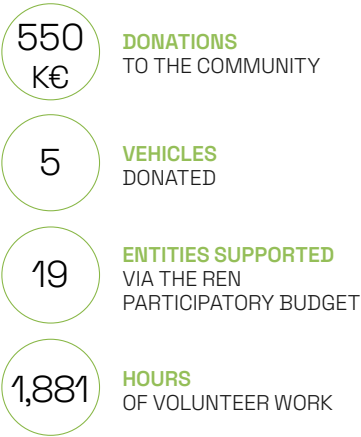 550
K€
DONATIONS
TO THE COMMUNITY
5
VEHICLES
DONATED
19
ENTITIES SUPPORTED
VIA THE REN
PARTICIPATORY BUDGET
1,881
HOURS
OF VOLUNTEER WORK